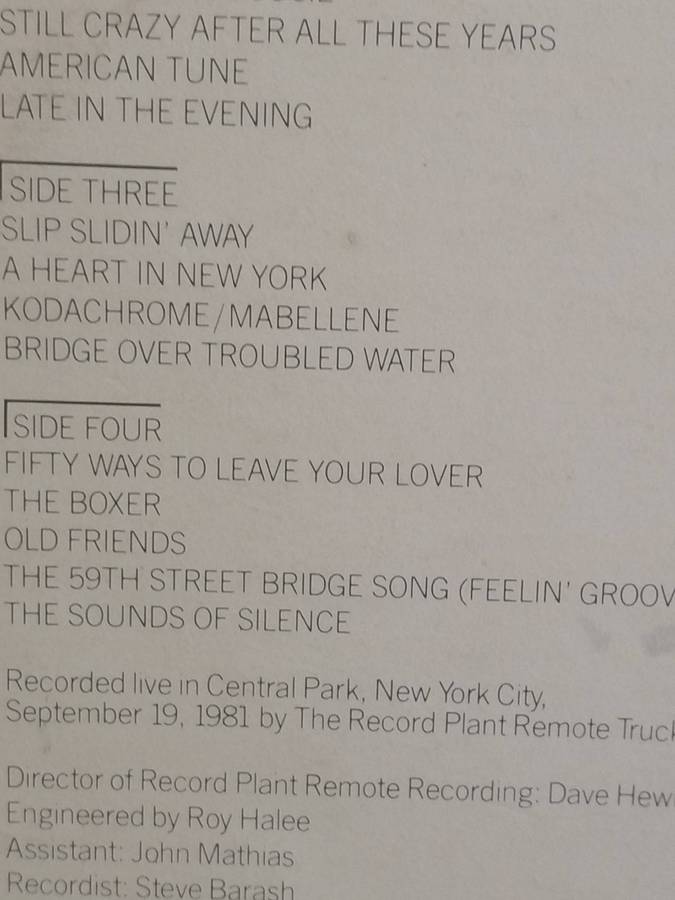 STILL CRAZY AFTER ALL THESE YEARS
AMERICAN TUNE
LATE IN THE EVENING
SIDE THREE
SLIP SLIDIN' AWAY
A HEART IN NEW YORK
KODACHROME/MABELLENE
BRIDGE OVER TROUBLED WATER
SIDE FOUR
FIFTY WAYS TO LEAVE YOUR LOVER
THE BOXER
OLD FRIENDS
THE 59TH STREET BRIDGE SONG (FEELIN' GROOV
THE SOUNDS OF SILENCE
Recorded live in Central Park, New York City,
September 19, 1981 by The Record Plant Remote Truck
Director of Record Plant Remote Recording: Dave Hew
Engineered by Roy Halee
Assistant: John Mathias
Recordist: Steve Barash